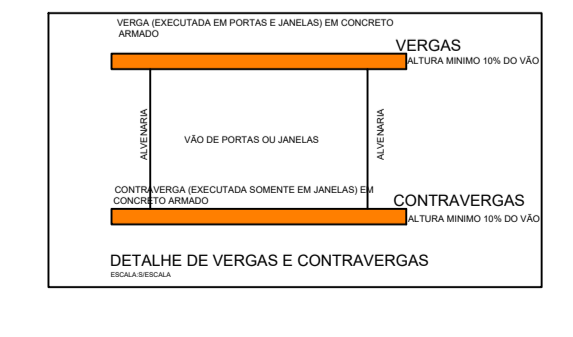 VERGA (EXECUTADA EM PORTAS E JANELAS) EM CONCRETO
ARMADO
VERGAS
ALTURA MINIMO 10% DO VÃO
ALVENARIA
VÃO DE PORTAS OU JANELAS
ALVENARIA
CONTRAVERGA (EXECUTADA SOMENTE EM JANELAS) EM
CONCRETO ARMADO
CONTRAVERGAS
ALTURA MINIMO 10% DO VÃO
DETALHE DE VERGAS E CONTRAVERGAS
ESCALA:S/ESCALA